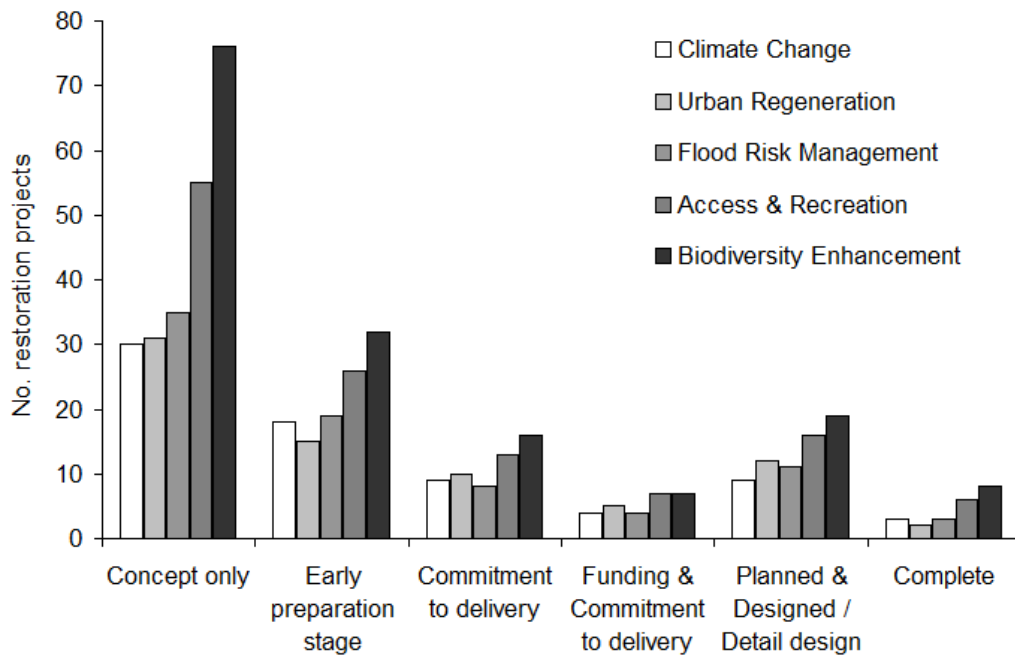 80
70
60
50
40
30
20
10
0
No. restoration projects
Climate Change
Urban Regeneration
Flood Risk Management
Access & Recreation
Biodiversity Enhancement
Concept only
Early
preparation
stage
Commitment
to delivery
Funding &
Commitment
to delivery
Planned &
Designed /
Detail design
Complete